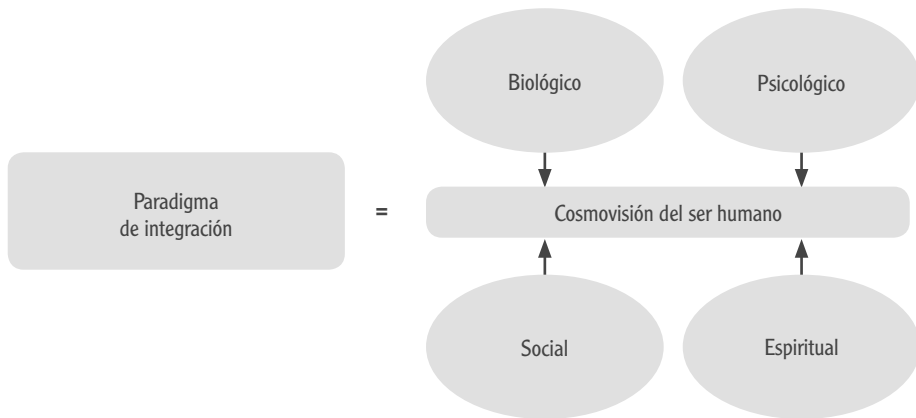 Biológico
Psicológico
Paradigma
de integración
=
Cosmovisión del ser humano
Social
Espiritual